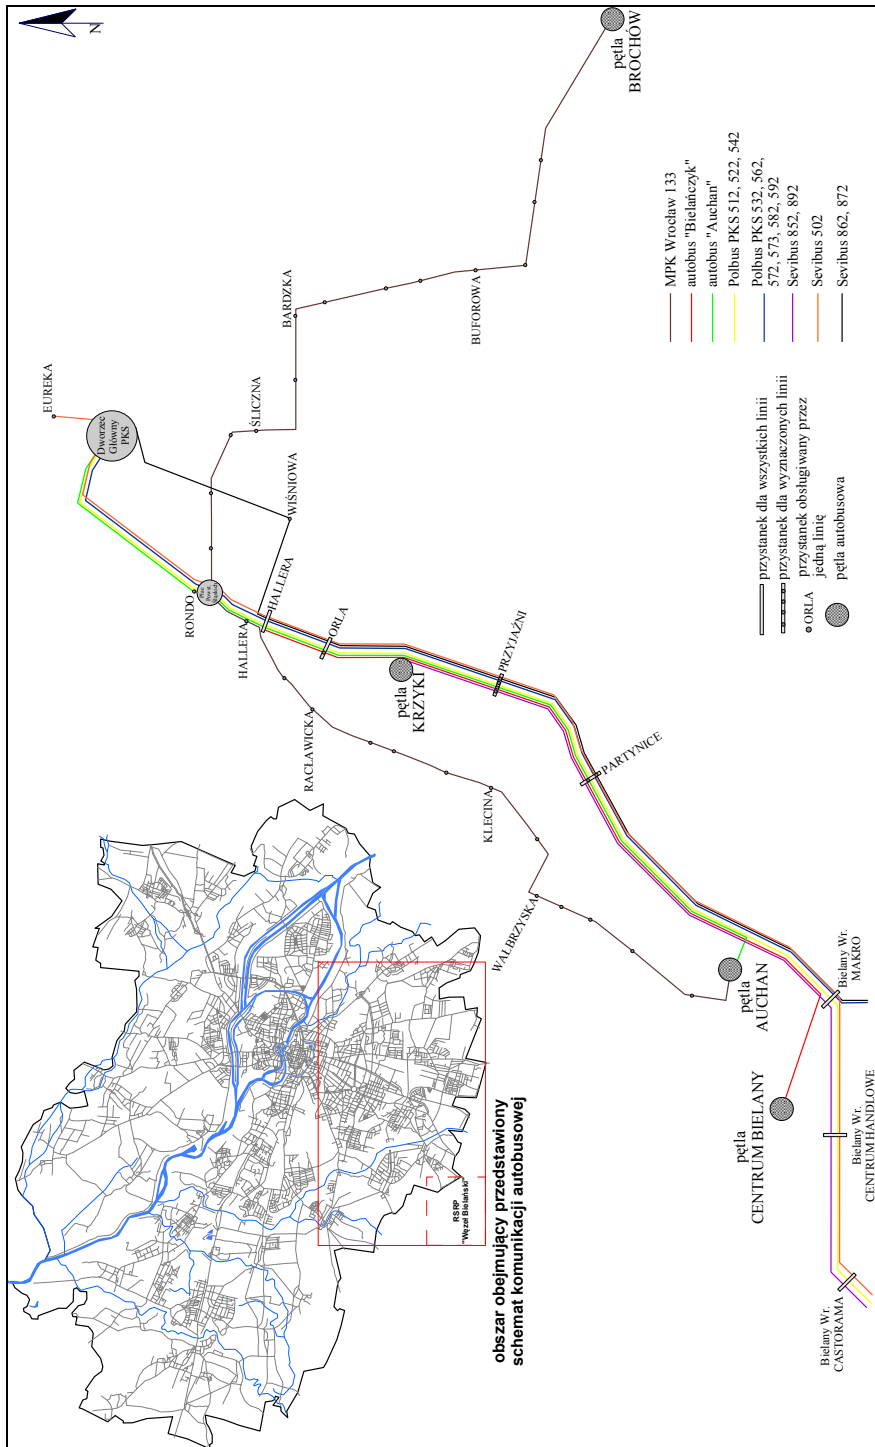 N
pętla
BROCHÓW
EUREKA
Dworzec
Główny
PKS
BARDZKA
BUFOROWA
ŚLICZNA
WIŚNIOWA
RONDO
Plac
Powst.
Śląskich
HALLERA
HALLERA
ORLA
pętla
KRZYKI
PRZYJAŹNI
PARTYNICE
RACŁAWICKA
KLECINA
WALBRZYSKA
pętla
AUCHAN
Bielany Wr.
MAKRO
pętla
CENTRUM BIELANY
Bielany Wr.
CENTRUM HANDLOWE
Bielany Wr.
CASTORAMA
MPK Wrocław 133
autobus "Bielańczyk"
autobus "Auchan"
Polbus PKS 512, 522, 542
Polbus PKS 532, 562,
572, 573, 582, 592
Sevibus 852, 892
Sevibus 502
Sevibus 862, 872
przystanek dla wszystkich linii
przystanek dla wyznaczonych linii
ORLA
przystanek obsługiwany przez
jedną linię
pętla autobusowa
RSRP
"Węzeł Bielański"
obszar obejmujący przedstawiony
schemat komunikacji autobusowej